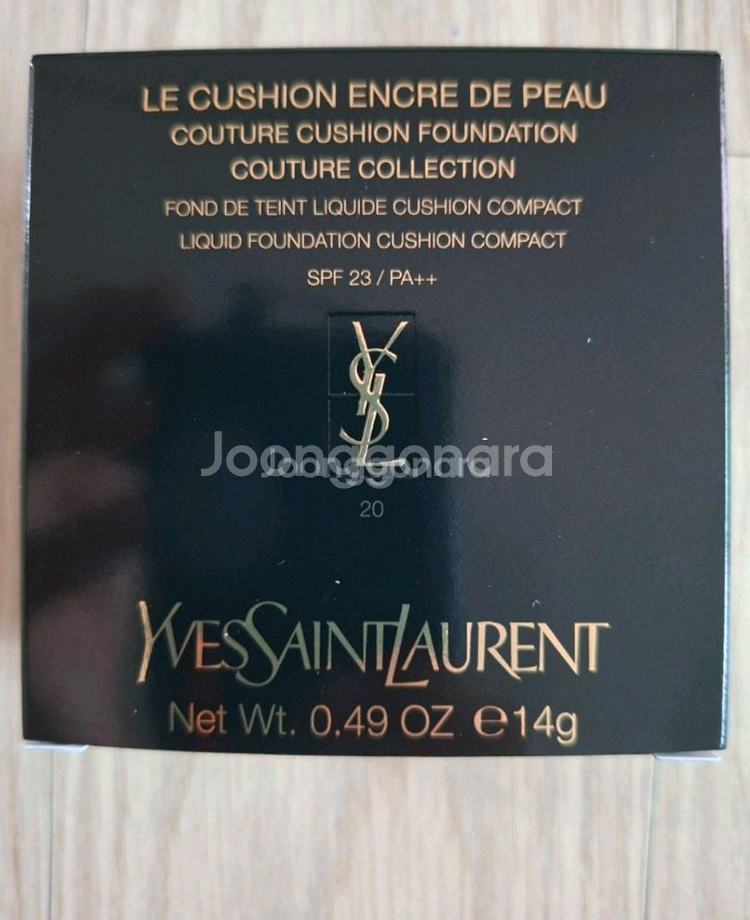 LE CUSHION ENCRE DE PEAU
COUTURE CUSHION FOUNDATION
COUTURE COLLECTION
FOND DE TEINT LIQUIDE CUSHION COMPACT
LIQUID FOUNDATION CUSHION COMPACT
SPF 23 / PA++
YSL
Joonggonara
Joonggonara
20
YVESSAINTLAURENT
Net Wt. 0.49 OZ ℮14g